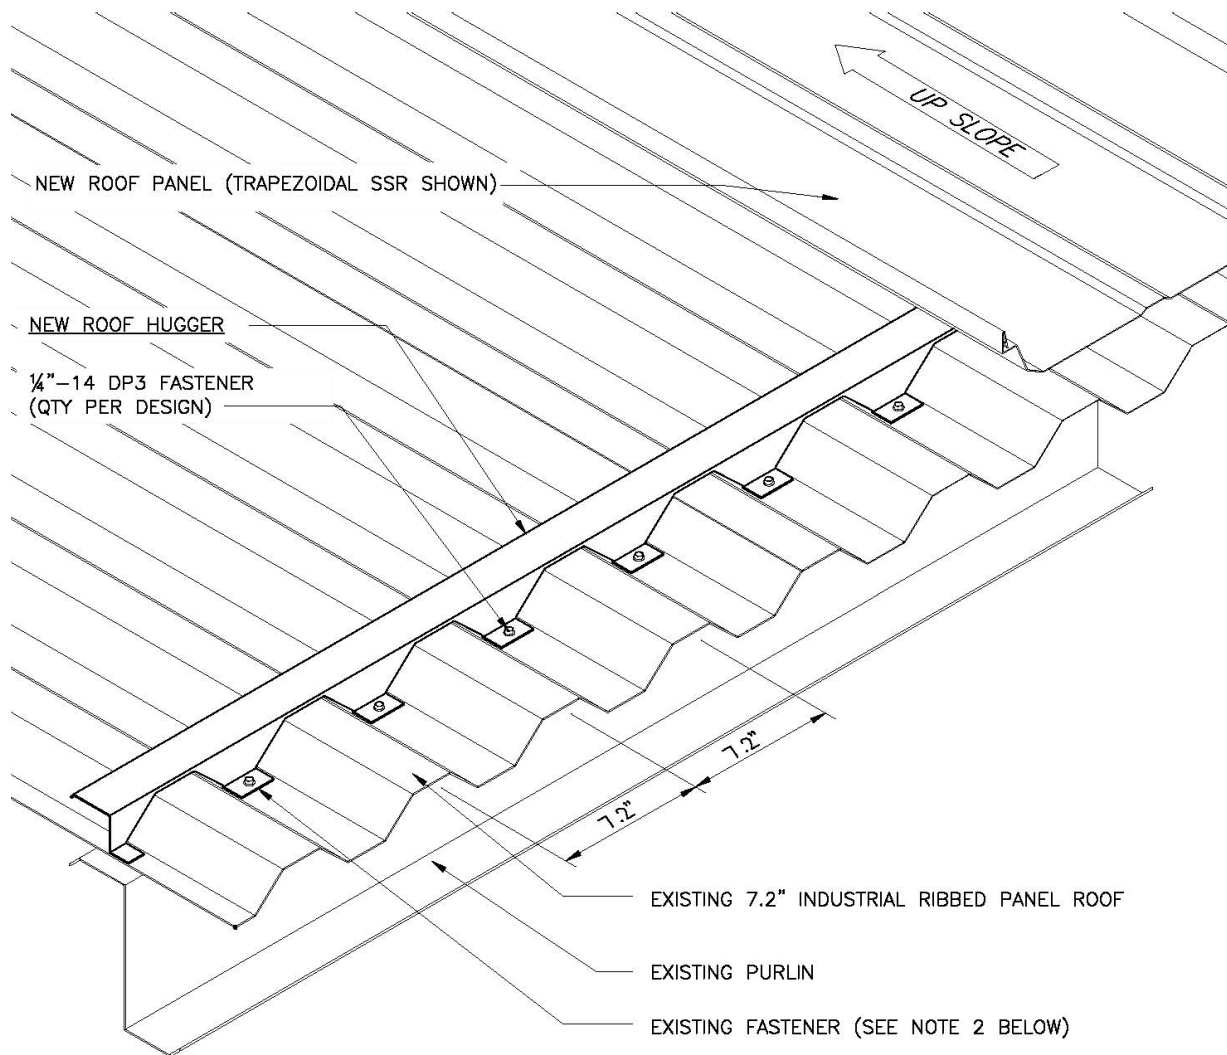 UP SLOPE
NEW ROOF PANEL (TRAPEZOIDAL SSR SHOWN)
NEW ROOF HUGGER
¼"-14 DP3 FASTENER
(QTY PER DESIGN)
7.2"
7.2"
EXISTING 7.2" INDUSTRIAL RIBBED PANEL ROOF
EXISTING PURLIN
EXISTING FASTENER (SEE NOTE 2 BELOW)